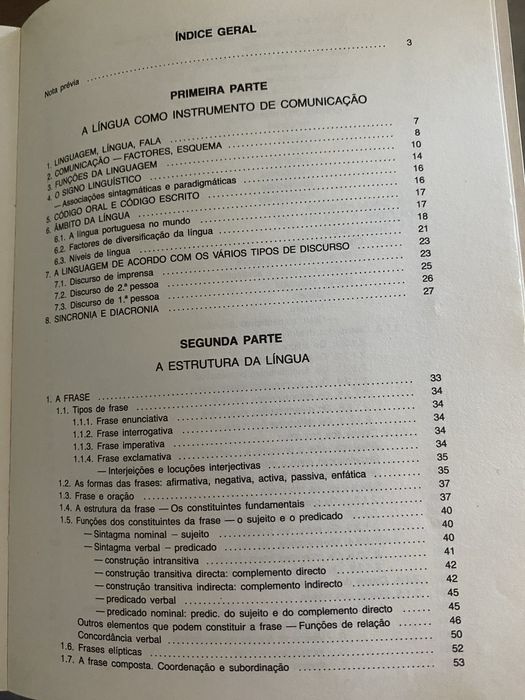 ÍNDICE GERAL
Nota prévia ........ 3
PRIMEIRA PARTE
A LÍNGUA COMO INSTRUMENTO DE COMUNICAÇÃO
1. LINGUAGEM, LÍNGUA, FALA ........ 7
2. COMUNICAÇÃO — FACTORES, ESQUEMA ........ 8
3. FUNÇÕES DA LINGUAGEM ........ 10
4. O SIGNO LINGUÍSTICO ........ 14
— Associações sintagmáticas e paradigmáticas ........ 16
5. CÓDIGO ORAL E CÓDIGO ESCRITO ........ 16
6. ÂMBITO DA LÍNGUA ........ 17
6.1. A língua portuguesa no mundo ........ 17
6.2. Factores de diversificação da língua ........ 18
6.3. Níveis de língua ........ 21
7. A LINGUAGEM DE ACORDO COM OS VÁRIOS TIPOS DE DISCURSO ........ 23
7.1. Discurso de imprensa ........ 23
7.2. Discurso de 2.ª pessoa ........ 25
7.3. Discurso de 1.ª pessoa ........ 26
8. SINCRONIA E DIACRONIA ........ 27
SEGUNDA PARTE
A ESTRUTURA DA LÍNGUA
1. A FRASE ........ 33
1.1. Tipos de frase ........ 34
1.1.1. Frase enunciativa ........ 34
1.1.2. Frase interrogativa ........ 34
1.1.3. Frase imperativa ........ 34
1.1.4. Frase exclamativa ........ 34
— Interjeições e locuções interjectivas ........ 35
1.2. As formas das frases: afirmativa, negativa, activa, passiva, enfática ........ 35
1.3. Frase e oração ........ 37
1.4. A estrutura da frase — Os constituintes fundamentais ........ 37
1.5. Funções dos constituintes da frase — o sujeito e o predicado ........ 40
— Sintagma nominal – sujeito ........ 40
— Sintagma verbal – predicado ........ 40
— construção intransitiva ........ 41
— construção transitiva directa: complemento directo ........ 42
— construção transitiva indirecta: complemento indirecto ........ 42
— predicado verbal ........ 45
— predicado nominal: predic. do sujeito e do complemento directo ........ 45
Outros elementos que podem constituir a frase — Funções de relação ........ 46
Concordância verbal ........ 50
1.6. Frases elípticas ........ 52
1.7. A frase composta. Coordenação e subordinação ........ 53